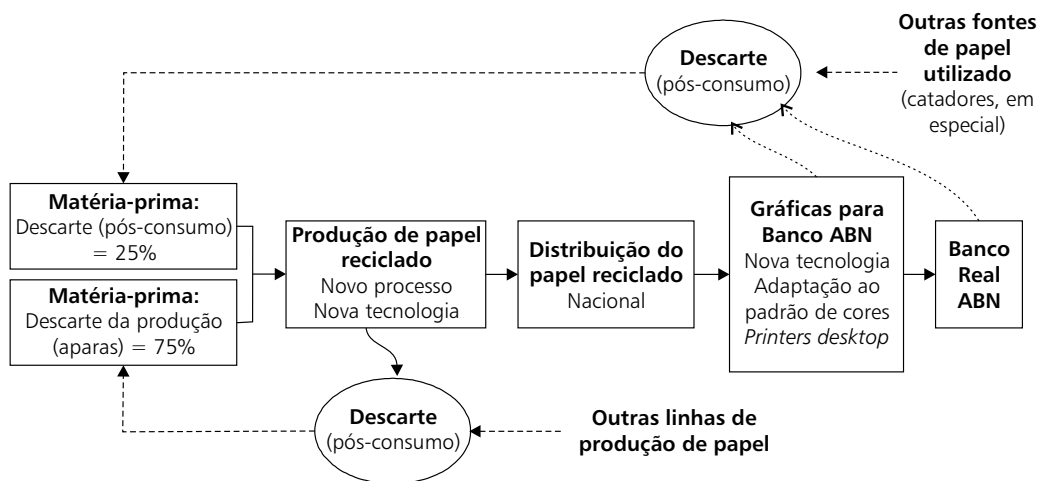 Outras fontes
de papel
utilizado
(catadores, em
especial)
Descarte
(pós-consumo)
Matéria-prima:
Descarte (pós-consumo)
= 25%
Matéria-prima:
Descarte da produção
(aparas) = 75%
Produção de papel
reciclado
Novo processo
Nova tecnologia
Distribuição do
papel reciclado
Nacional
Gráficas para
Banco ABN
Nova tecnologia
Adaptação ao
padrão de cores
Printers desktop
Banco
Real
ABN
Descarte
(pós-consumo)
Outras linhas de
produção de papel